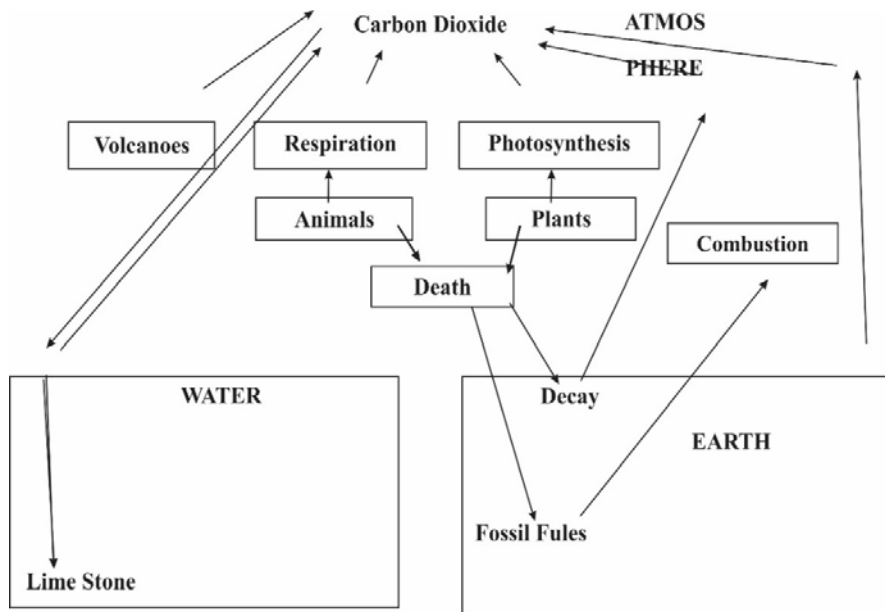 Carbon Dioxide
ATMOS
PHERE
Volcanoes
Respiration
Photosynthesis
Animals
Plants
Combustion
Death
WATER
Decay
EARTH
Fossil Fules
Lime Stone